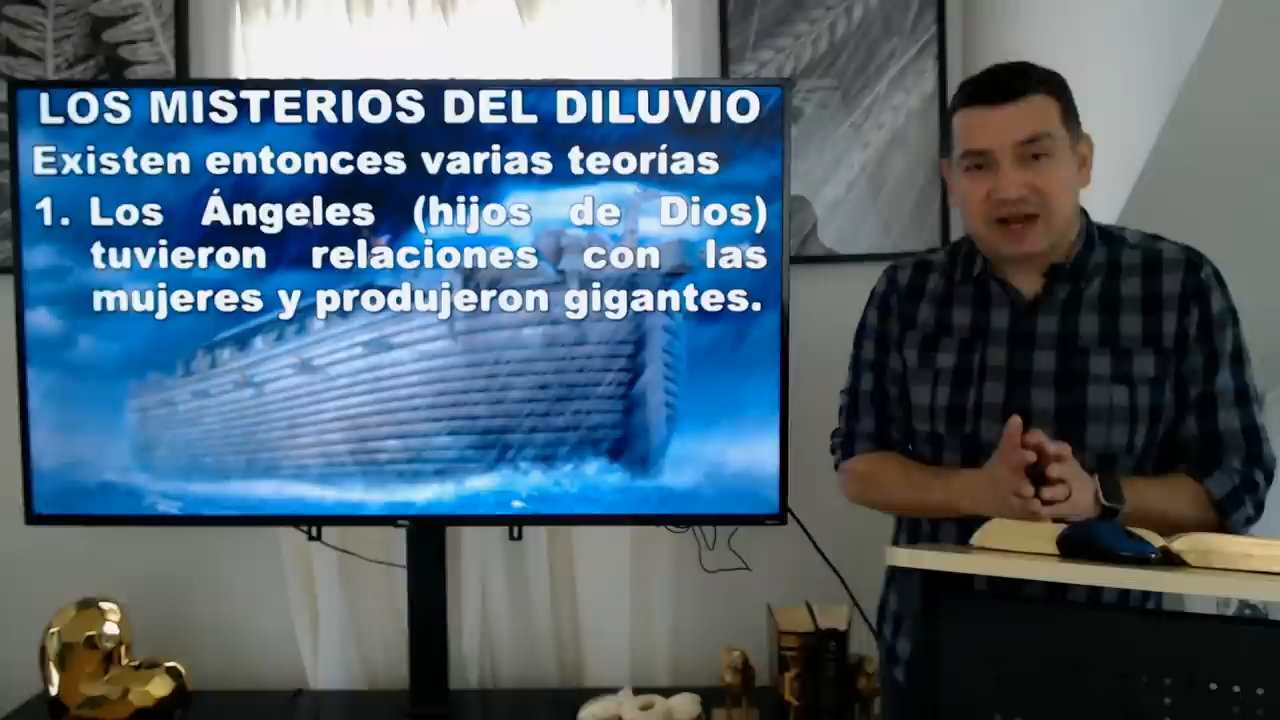 LOS MISTERIOS DEL DILUVIO
Existen entonces varias teorías
1. Los Ángeles (hijos de Dios)
tuvieron relaciones con las
mujeres y produjeron gigantes.